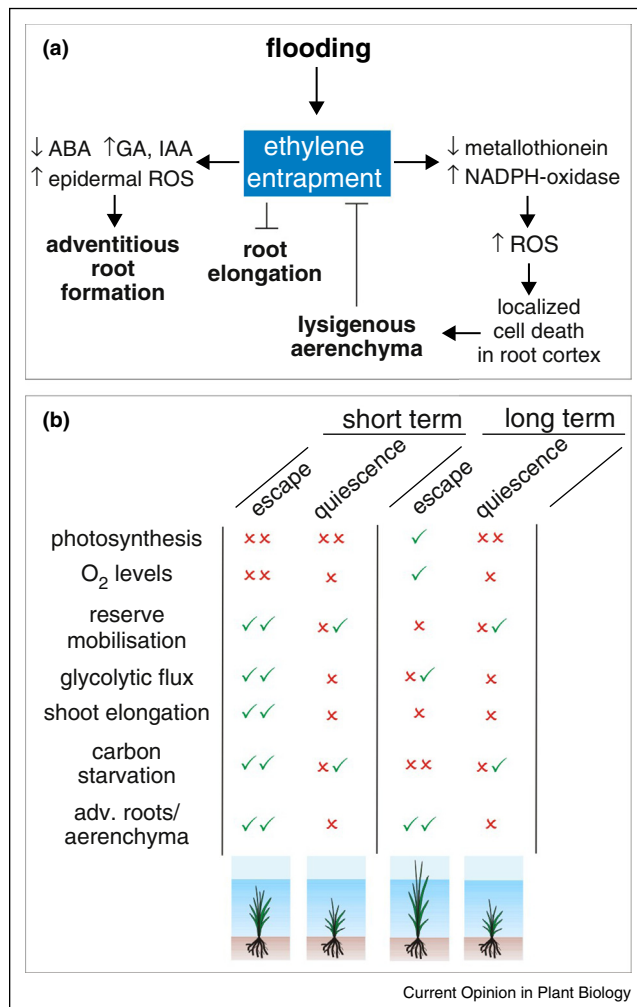 (a)
flooding
↓ ABA ↑GA, IAA
↑ epidermal ROS
adventitious
root
formation
ethylene
entrapment
root
elongation
↓ metallothionein
↑ NADPH-oxidase
↑ ROS
localized
cell death
in root cortex
lysigenous
aerenchyma
(b)
short term long term
escape quiescence escape quiescence
photosynthesis ✗✗ ✗✗ ✓ ✗✗
O₂ levels ✗✗ ✗ ✓ ✗
reserve
mobilisation ✓✓ ✗✓ ✗ ✗✓
glycolytic flux ✓✓ ✗ ✗✓ ✗
shoot elongation ✓✓ ✗ ✗ ✗
carbon
starvation ✓✓ ✗✓ ✗✗ ✗✓
adv. roots/
aerenchyma ✓✓ ✗ ✓✓ ✗
Current Opinion in Plant Biology